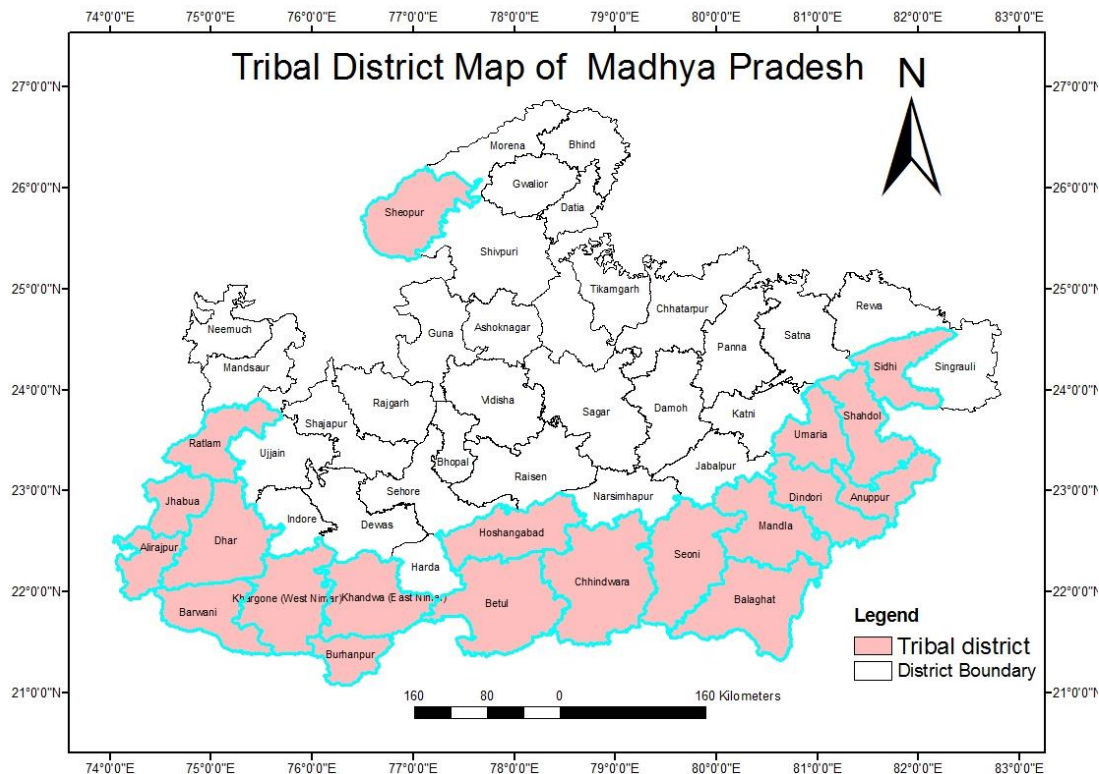 74°0'0"E 75°0'0"E 76°0'0"E 77°0'0"E 78°0'0"E 79°0'0"E 80°0'0"E 81°0'0"E 82°0'0"E 83°0'0"E
Tribal District Map of Madhya Pradesh
N
27°0'0"N 27°0'0"N
Morena Bhind
26°0'0"N Gwalior 26°0'0"N
Sheopur Datia
Shivpuri
25°0'0"N Tikamgarh 25°0'0"N
Chhatarpur Rewa
Neemuch Guna Ashoknagar Satna
Panna
Mandsaur Sidhi Singrauli
24°0'0"N 24°0'0"N
Rajgarh Vidisha Sagar Damoh Katni Shahdol
Shajapur
Ratlam Umaria
Ujjain Bhopal Raisen Jabalpur
23°0'0"N Sehore Narsimhapur Dindori Anuppur 23°0'0"N
Jhabua
Indore Dewas Mandla
Alirajpur Dhar Hoshangabad Seoni
Harda Chhindwara
22°0'0"N 22°0'0"N
Barwani Khargone (West Nimar) Khandwa (East Nimar) Betul Balaghat
Burhanpur
Legend
Tribal district
District Boundary
21°0'0"N 21°0'0"N
160 80 0 160 Kilometers
74°0'0"E 75°0'0"E 76°0'0"E 77°0'0"E 78°0'0"E 79°0'0"E 80°0'0"E 81°0'0"E 82°0'0"E 83°0'0"E